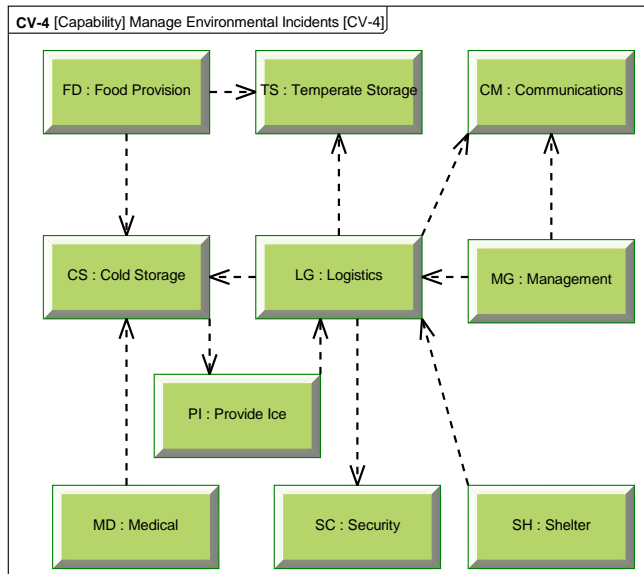 CV-4 [Capability] Manage Environmental Incidents [CV-4]
FD : Food Provision
TS : Temperate Storage
CM : Communications
CS : Cold Storage
LG : Logistics
MG : Management
PI : Provide Ice
MD : Medical
SC : Security
SH : Shelter